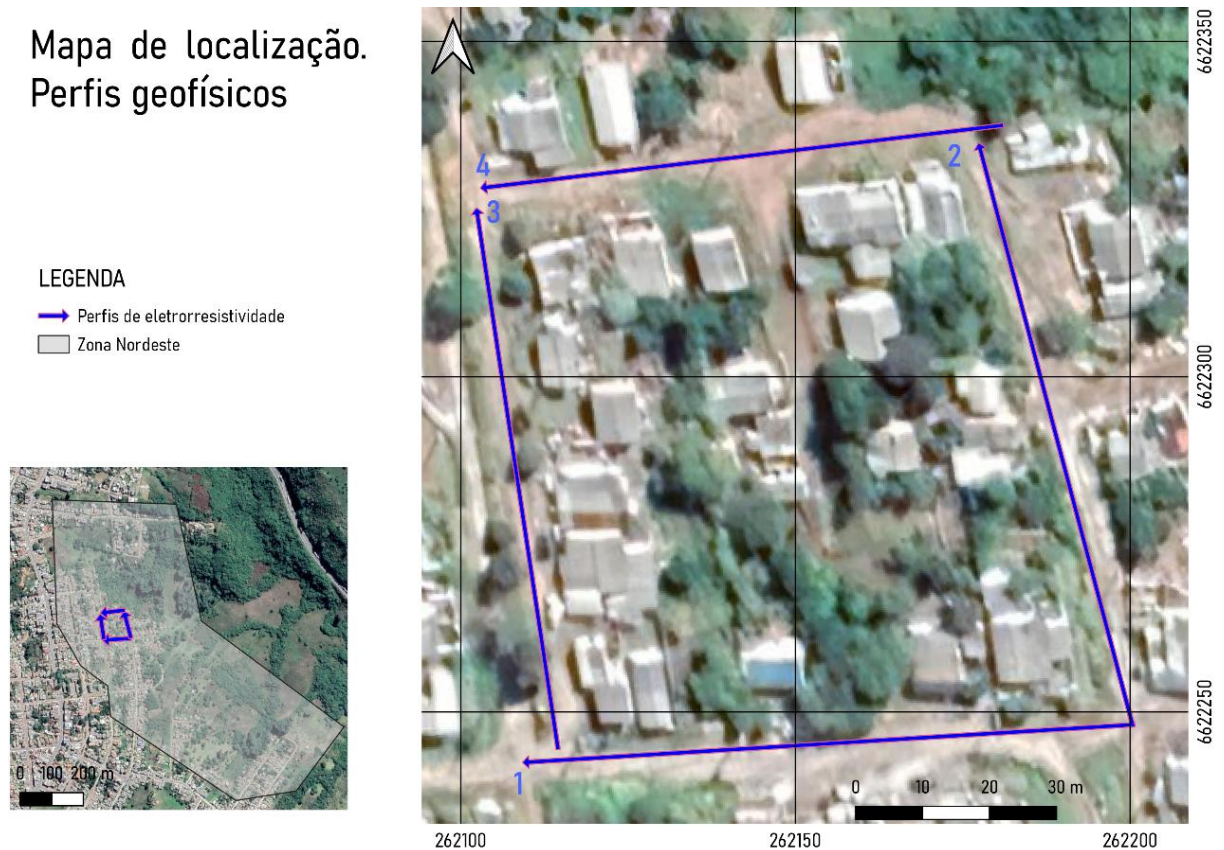 Mapa de localização.
Perfis geofísicos
LEGENDA
Perfis de eletrorresistividade
Zona Nordeste
0 100 200 m
4
3
2
1
0 10 20 30 m
262100 262150 262200
6622350
6622300
6622250